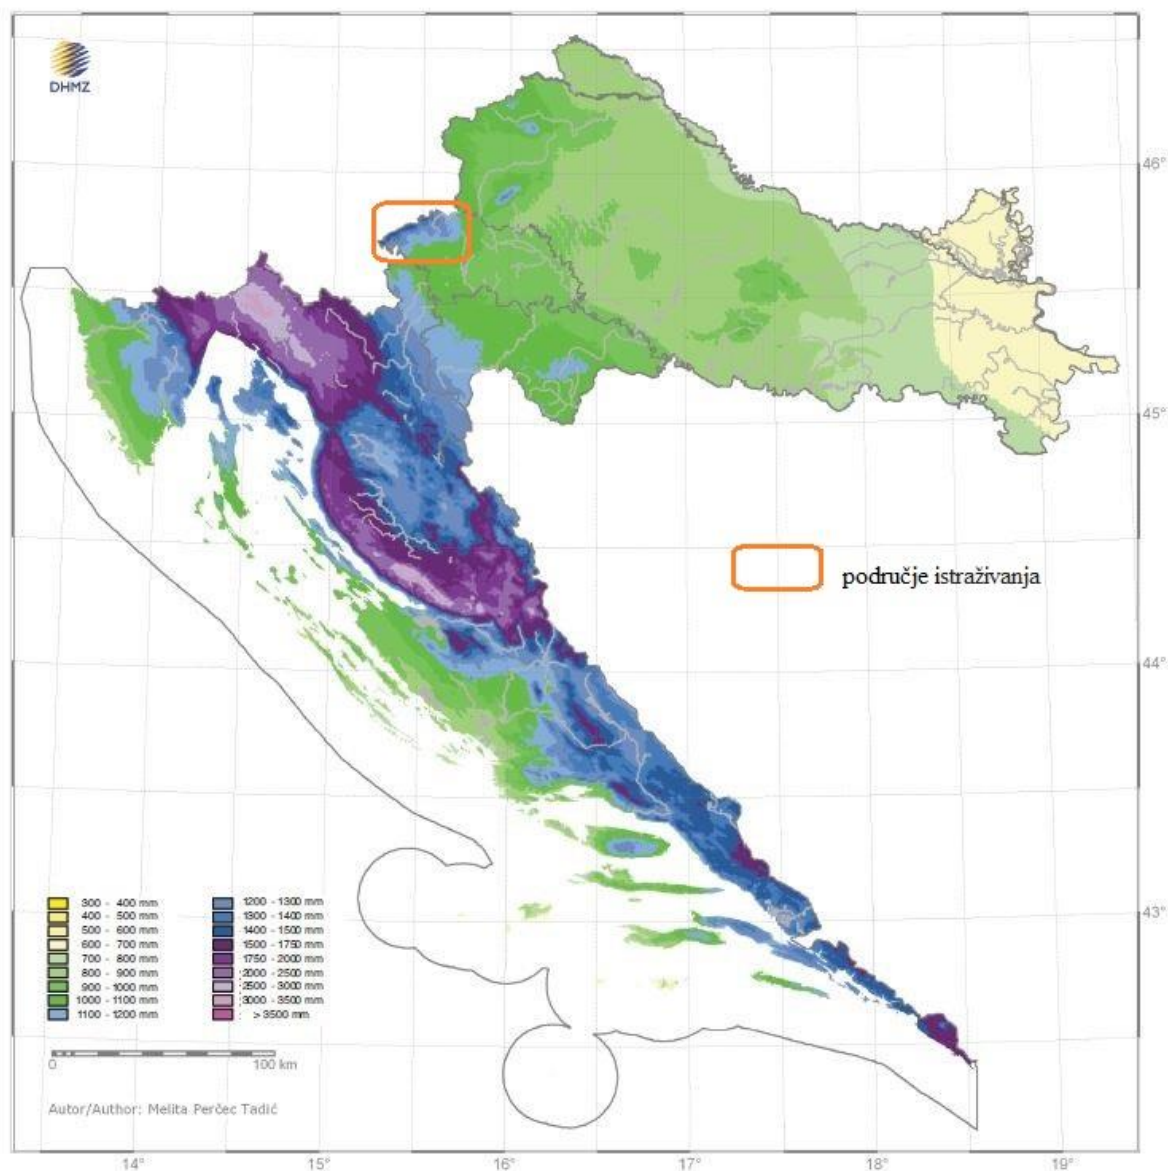 DHMZ
46°
45°
područje istraživanja
44°
43°
300 - 400 mm
400 - 500 mm
500 - 600 mm
600 - 700 mm
700 - 800 mm
800 - 900 mm
900 - 1000 mm
1000 - 1100 mm
1100 - 1200 mm
1200 - 1300 mm
1300 - 1400 mm
1400 - 1500 mm
1500 - 1750 mm
1750 - 2000 mm
2000 - 2500 mm
2500 - 3000 mm
3000 - 3500 mm
> 3500 mm
0 100 km
Autor/Author: Melita Perčec Tadić
14° 15° 16° 17° 18° 19°